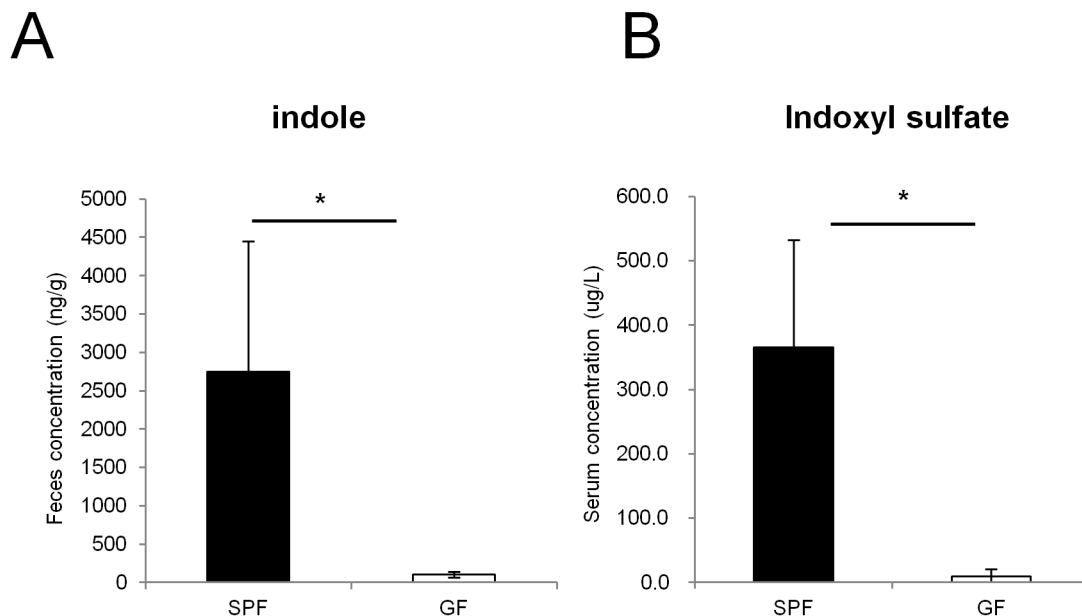 A
indole
Feces concentration (ng/g)
5000
4500
4000
3500
3000
2500
2000
1500
1000
500
0
*
SPF GF
B
Indoxyl sulfate
Serum concentration (ug/L)
600.0
500.0
400.0
300.0
200.0
100.0
0.0
*
SPF GF